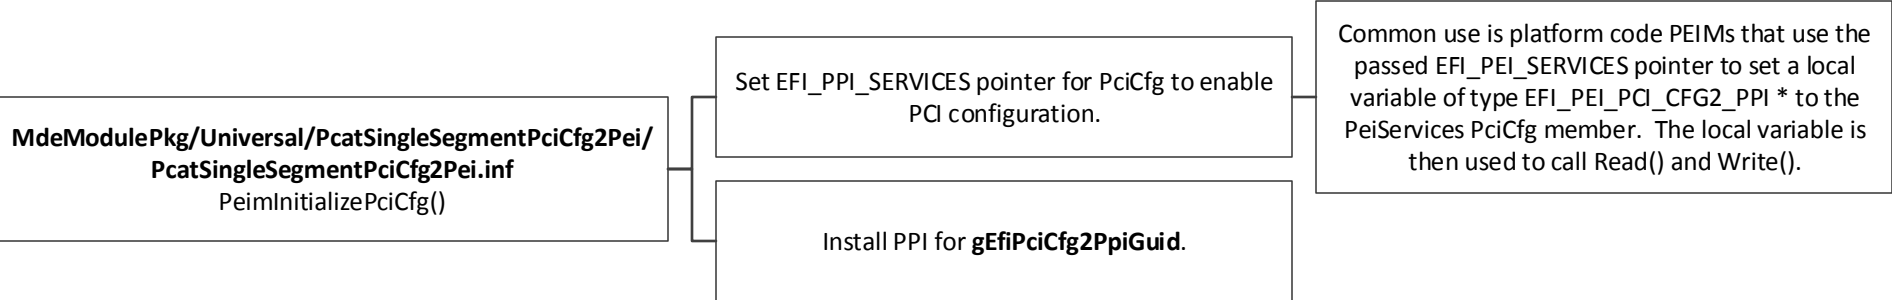 MdeModulePkg/Universal/PcatSingleSegmentPciCfg2Pei/
PcatSingleSegmentPciCfg2Pei.inf
PeimInitializePciCfg()
Set EFI_PPI_SERVICES pointer for PciCfg to enable
PCI configuration.
Common use is platform code PEIMs that use the
passed EFI_PEI_SERVICES pointer to set a local
variable of type EFI_PEI_PCI_CFG2_PPI * to the
PeiServices PciCfg member.  The local variable is
then used to call Read() and Write().
Install PPI for gEfiPciCfg2PpiGuid.